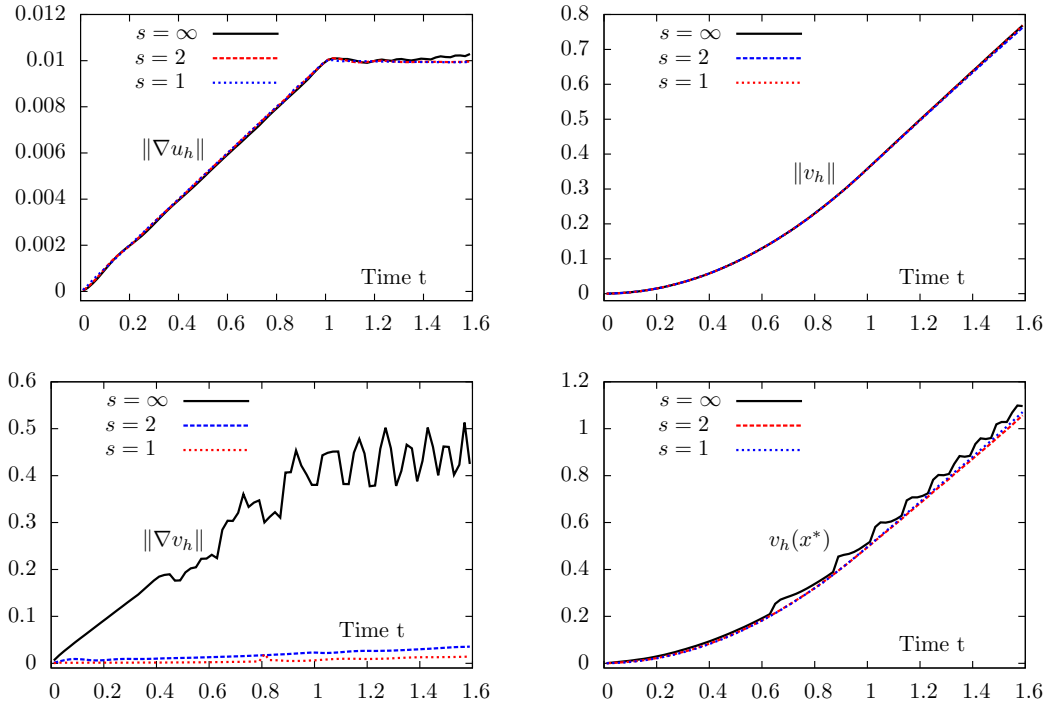 0.012
0.01
0.008
0.006
0.004
0.002
0
s = ∞
s = 2
s = 1
‖∇u_h‖
Time t
0 0.2 0.4 0.6 0.8 1 1.2 1.4 1.6
0.8
0.7
0.6
0.5
0.4
0.3
0.2
0.1
0
s = ∞
s = 2
s = 1
‖v_h‖
Time t
0 0.2 0.4 0.6 0.8 1 1.2 1.4 1.6
0.6
0.5
0.4
0.3
0.2
0.1
0
s = ∞
s = 2
s = 1
‖∇v_h‖
Time t
0 0.2 0.4 0.6 0.8 1 1.2 1.4 1.6
1.2
1
0.8
0.6
0.4
0.2
0
s = ∞
s = 2
s = 1
v_h(x*)
Time t
0 0.2 0.4 0.6 0.8 1 1.2 1.4 1.6